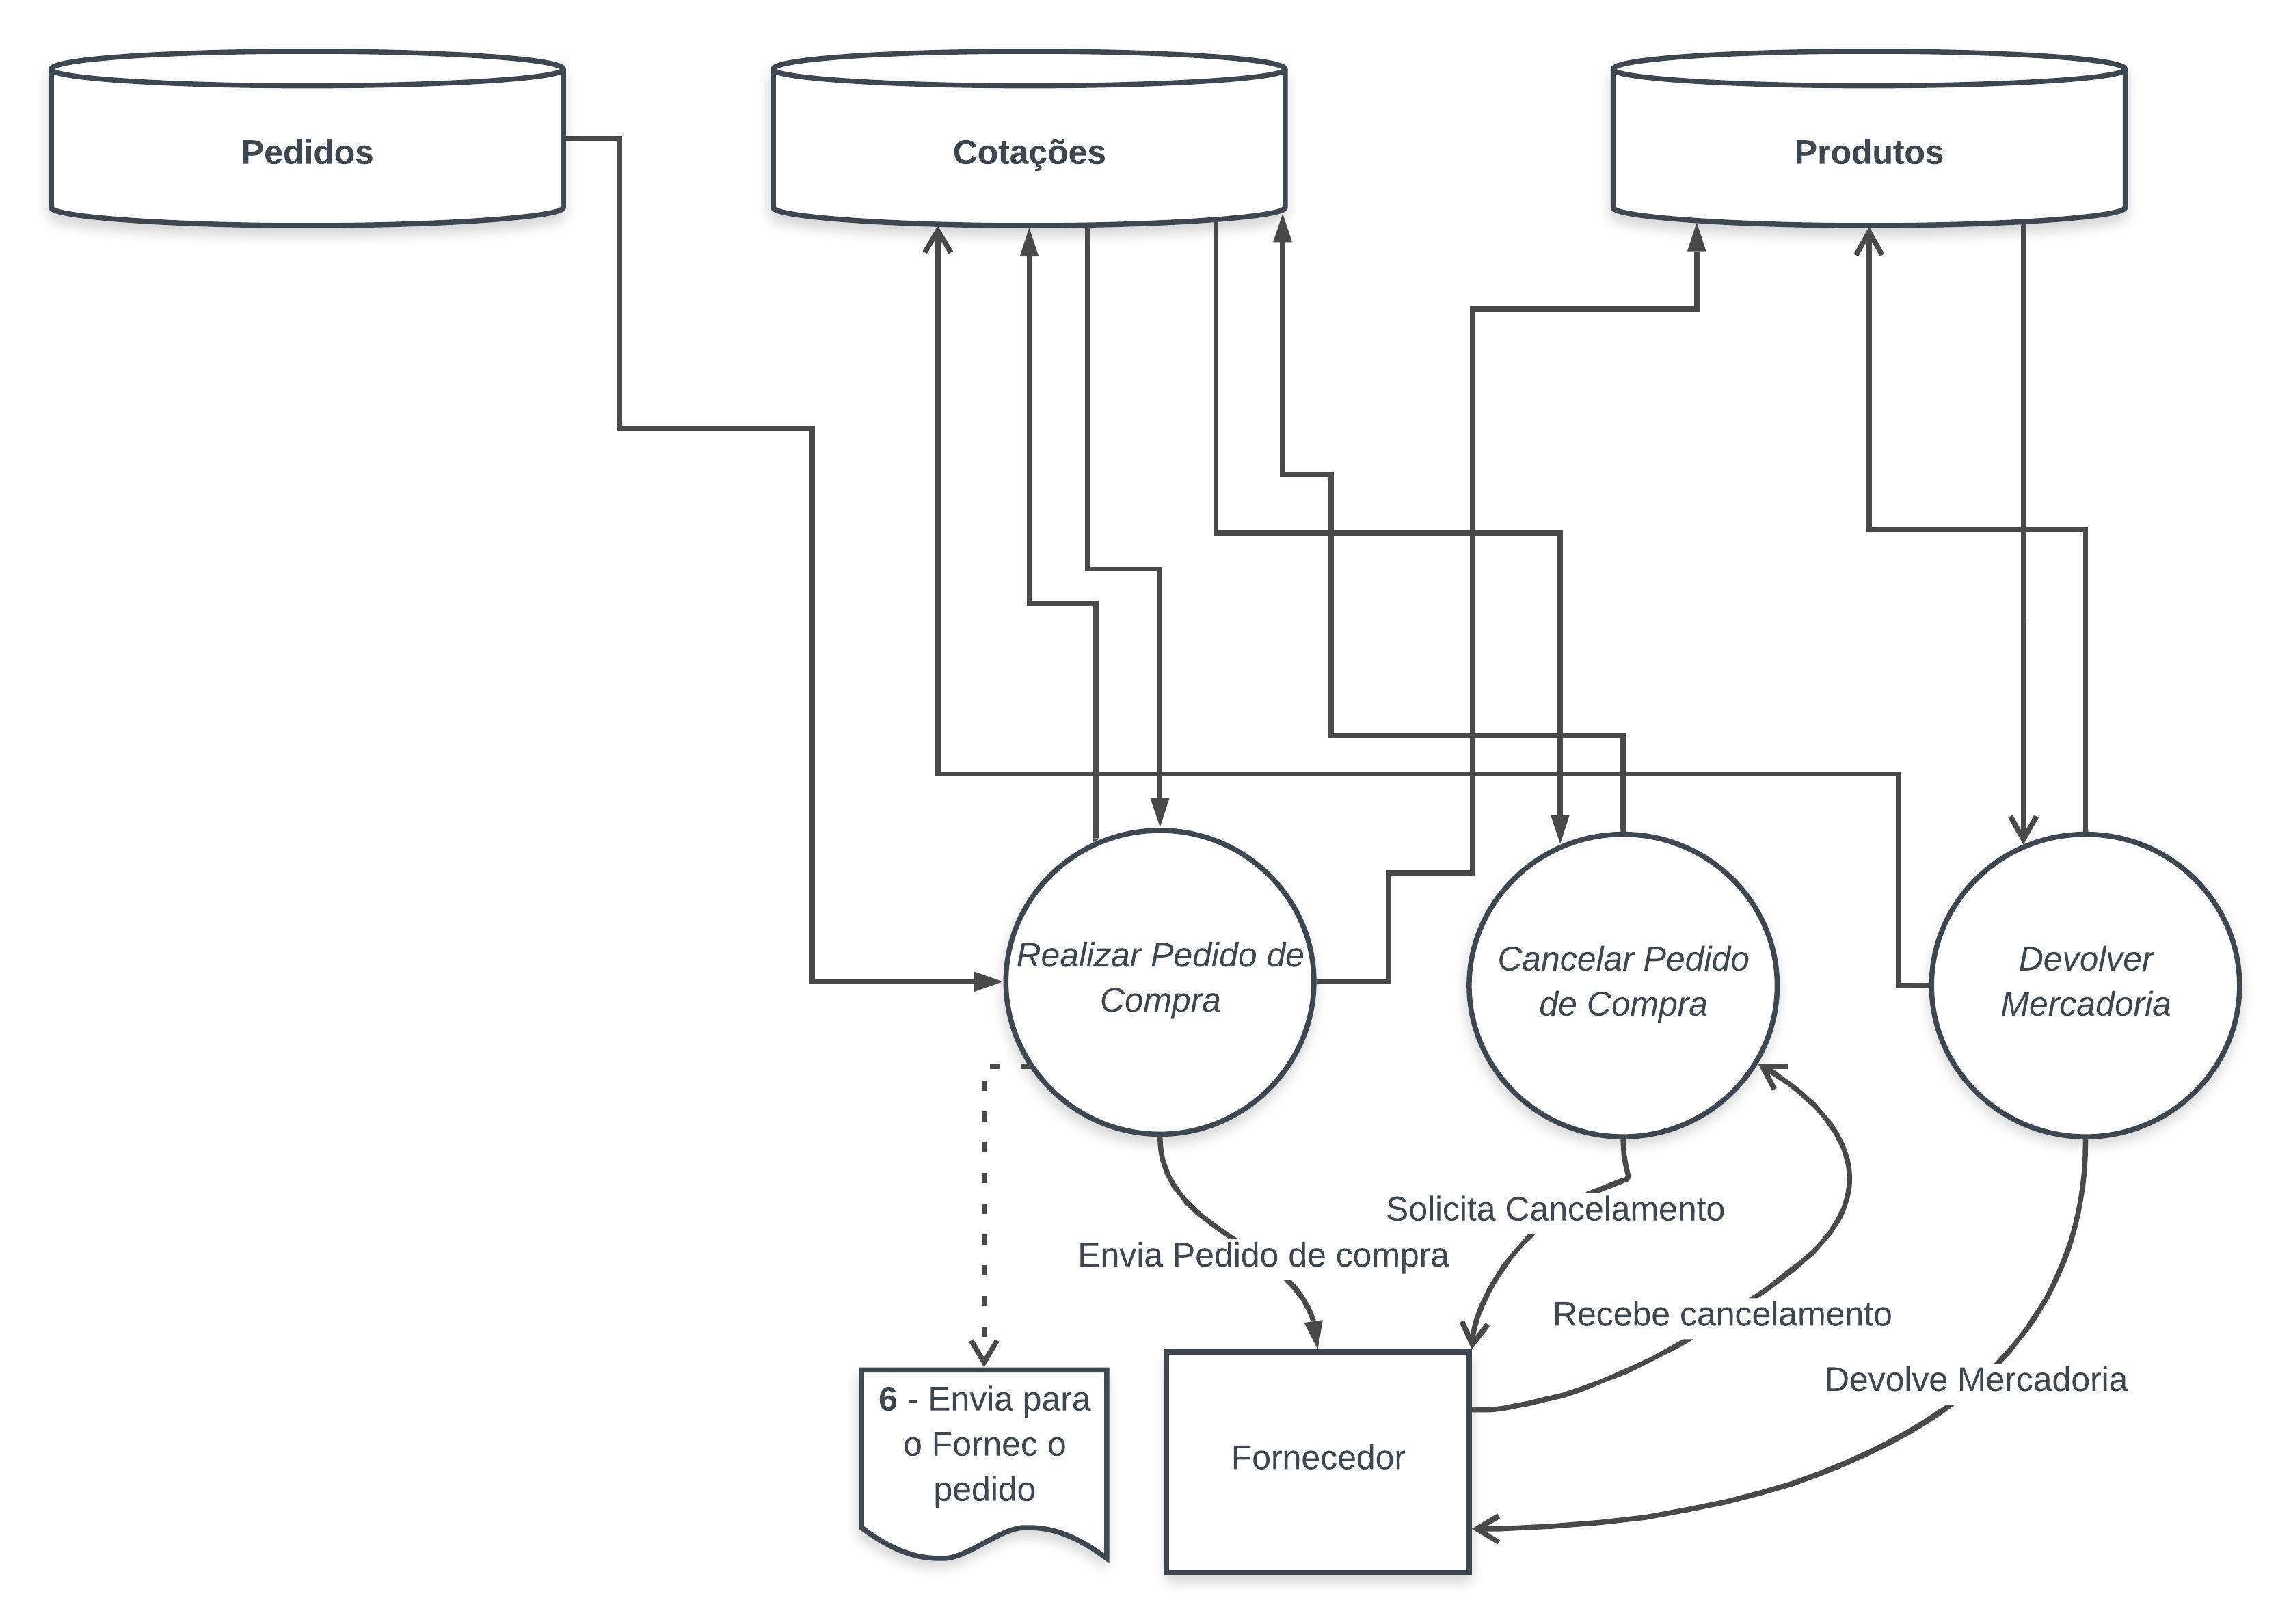 Pedidos
Cotações
Produtos
Realizar Pedido de
Compra
Cancelar Pedido
de Compra
Devolver
Mercadoria
Solicita Cancelamento
Envia Pedido de compra
Recebe cancelamento
Devolve Mercadoria
6 - Envia para
o Fornec o
pedido
Fornecedor